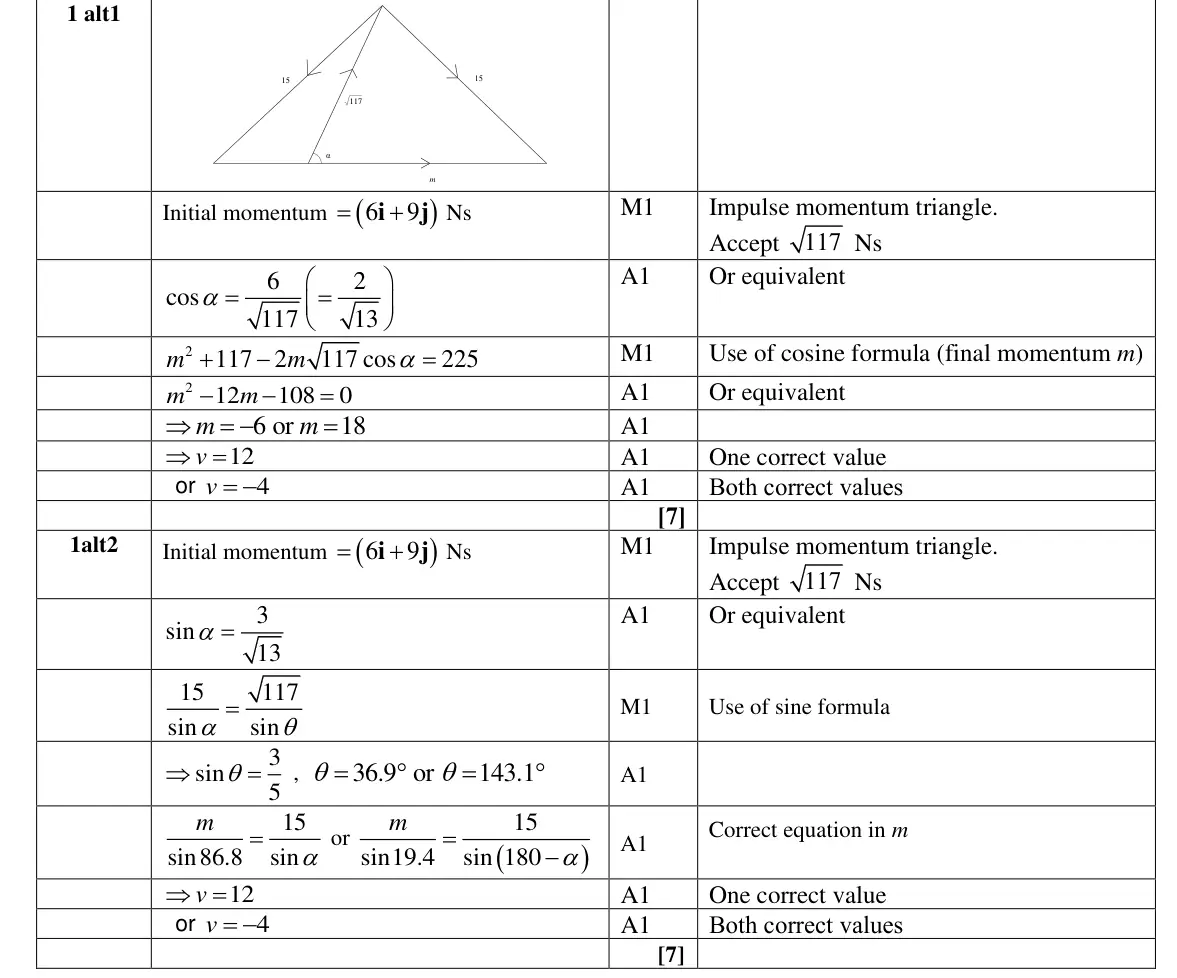 1 alt1
15
15
√117
α
m
Initial momentum = (6i + 9j) Ns M1 Impulse momentum triangle.
Accept √117 Ns
cos α = 6/√117 (= 2/√13) A1 Or equivalent
m² + 117 − 2m√117 cos α = 225 M1 Use of cosine formula (final momentum m)
m² − 12m − 108 = 0 A1 Or equivalent
⇒ m = −6 or m = 18 A1
⇒ v = 12 A1 One correct value
or v = −4 A1 Both correct values
[7]
1alt2 Initial momentum = (6i + 9j) Ns M1 Impulse momentum triangle.
Accept √117 Ns
sin α = 3/√13 A1 Or equivalent
15/sin α = √117/sin θ M1 Use of sine formula
⇒ sin θ = 3/5 , θ = 36.9° or θ = 143.1° A1
m/sin 86.8 = 15/sin α or m/sin 19.4 = 15/sin(180 − α) A1 Correct equation in m
⇒ v = 12 A1 One correct value
or v = −4 A1 Both correct values
[7]